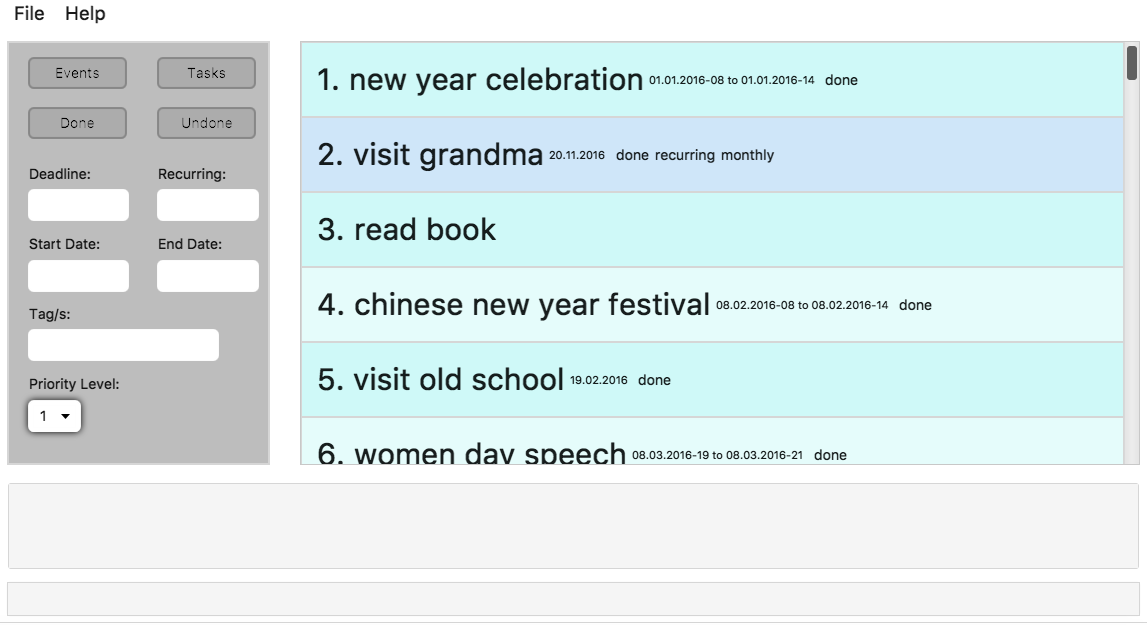 File Help
Events Tasks
Done Undone
Deadline: Recurring:
Start Date: End Date:
Tag/s:
Priority Level:
1
1. new year celebration 01.01.2016-08 to 01.01.2016-14 done
2. visit grandma 20.11.2016 done recurring monthly
3. read book
4. chinese new year festival 08.02.2016-08 to 08.02.2016-14 done
5. visit old school 19.02.2016 done
6. women day speech 08.03.2016-19 to 08.03.2016-21 done